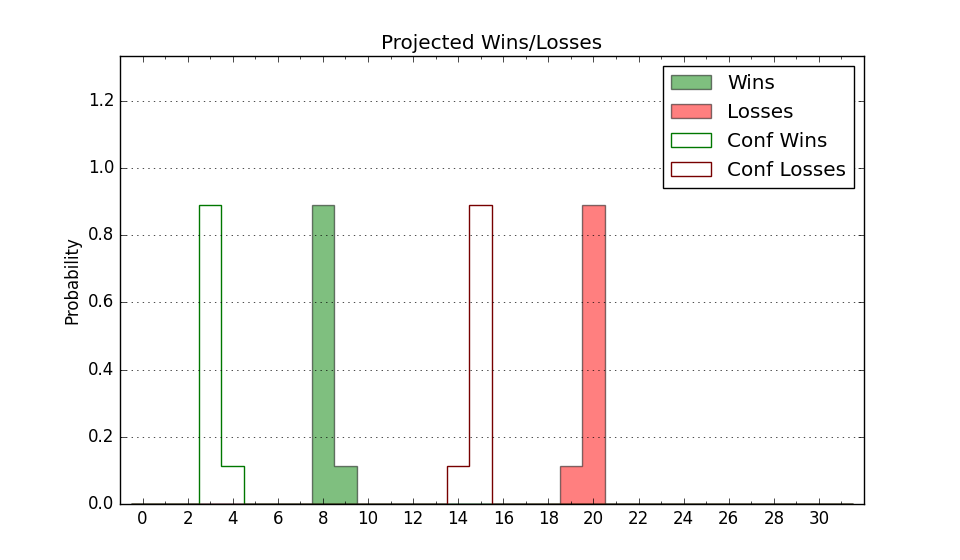 Projected Wins/Losses
Wins
Losses
Conf Wins
Conf Losses
Probability
1.2
1.0
0.8
0.6
0.4
0.2
0.0
0 2 4 6 8 10 12 14 16 18 20 22 24 26 28 30